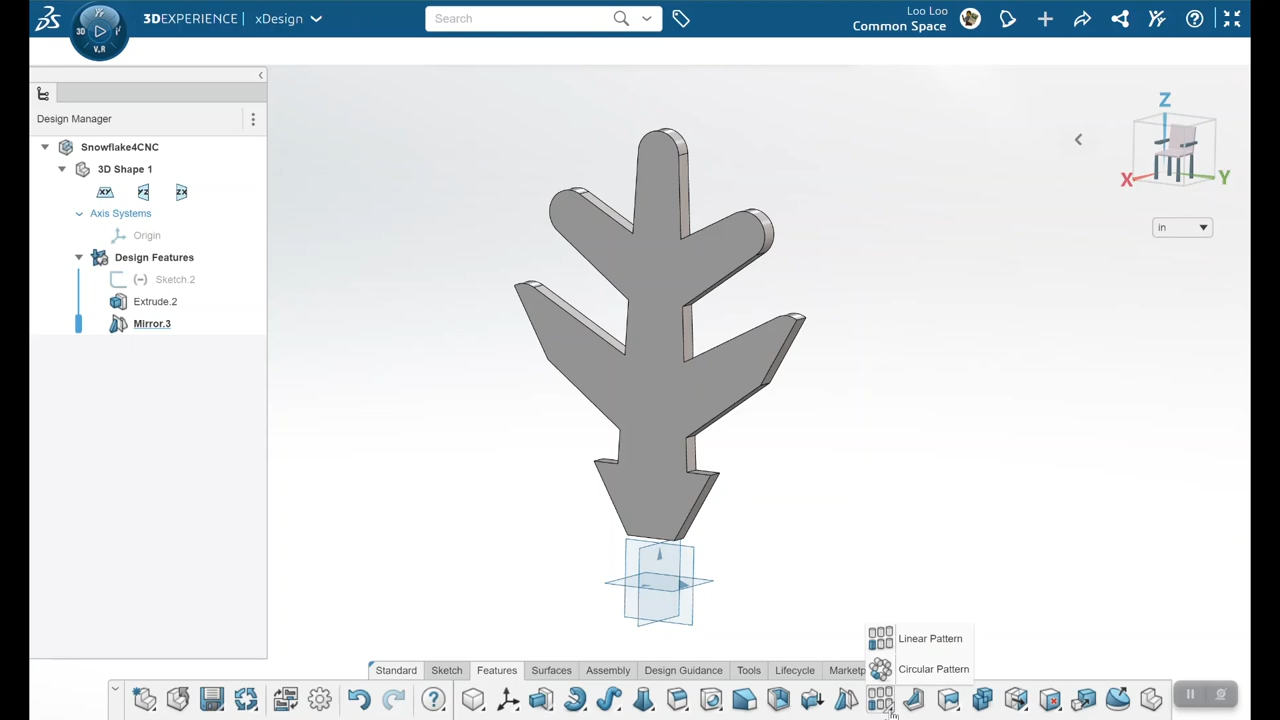 3DEXPERIENCE | xDesign
Search
Loo Loo
Common Space
3D
V.R
Design Manager
Snowflake4CNC
3D Shape 1
XY YZ ZX
Axis Systems
Origin
Design Features
(-) Sketch.2
Extrude.2
Mirror.3
Z
X
Y
in
Linear Pattern
Circular Pattern
Standard Sketch Features Surfaces Assembly Design Guidance Tools Lifecycle Marketp